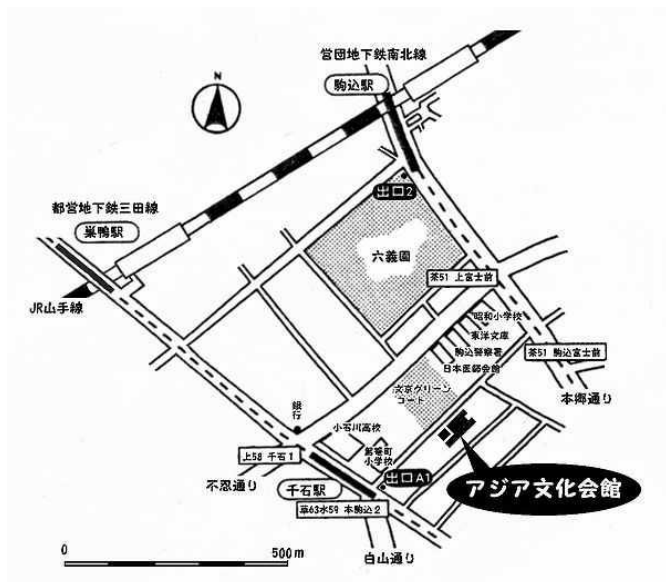 営団地下鉄南北線
駒込駅
N
出口2
都営地下鉄三田線
巣鴨駅
六義園
JR山手線
茶51 上富士前
昭和小学校
東洋文庫
駒込警察署
茶51 駒込富士前
日本医師会館
文京グリーン
コート
本郷通り
銀行
小石川高校
上58 千石1
駕籠町
小学校
不忍通り
千石駅
出口A1
アジア文化会館
草63水59 本駒込2
白山通り
0
500m